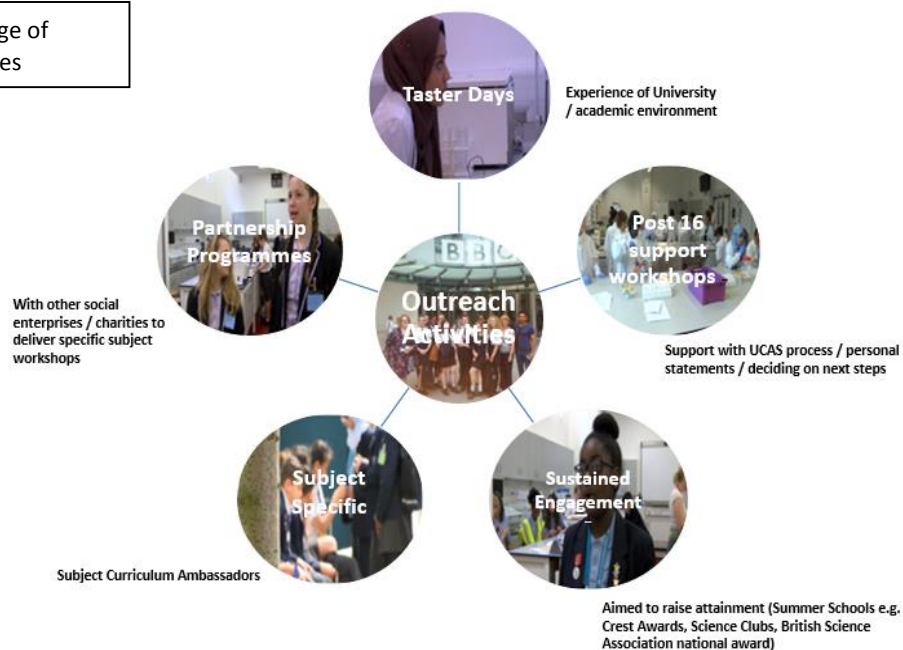 ge of
es
Taster Days
Experience of University
/ academic environment
Partnership
Programmes
With other social
enterprises / charities to
deliver specific subject
workshops
BBC
Outreach
Activities
Post 16
support
workshops
Support with UCAS process / personal
statements / deciding on next steps
Subject
Specific
Subject Curriculum Ambassadors
Sustained
Engagement
–
Aimed to raise attainment (Summer Schools e.g.
Crest Awards, Science Clubs, British Science
Association national award)